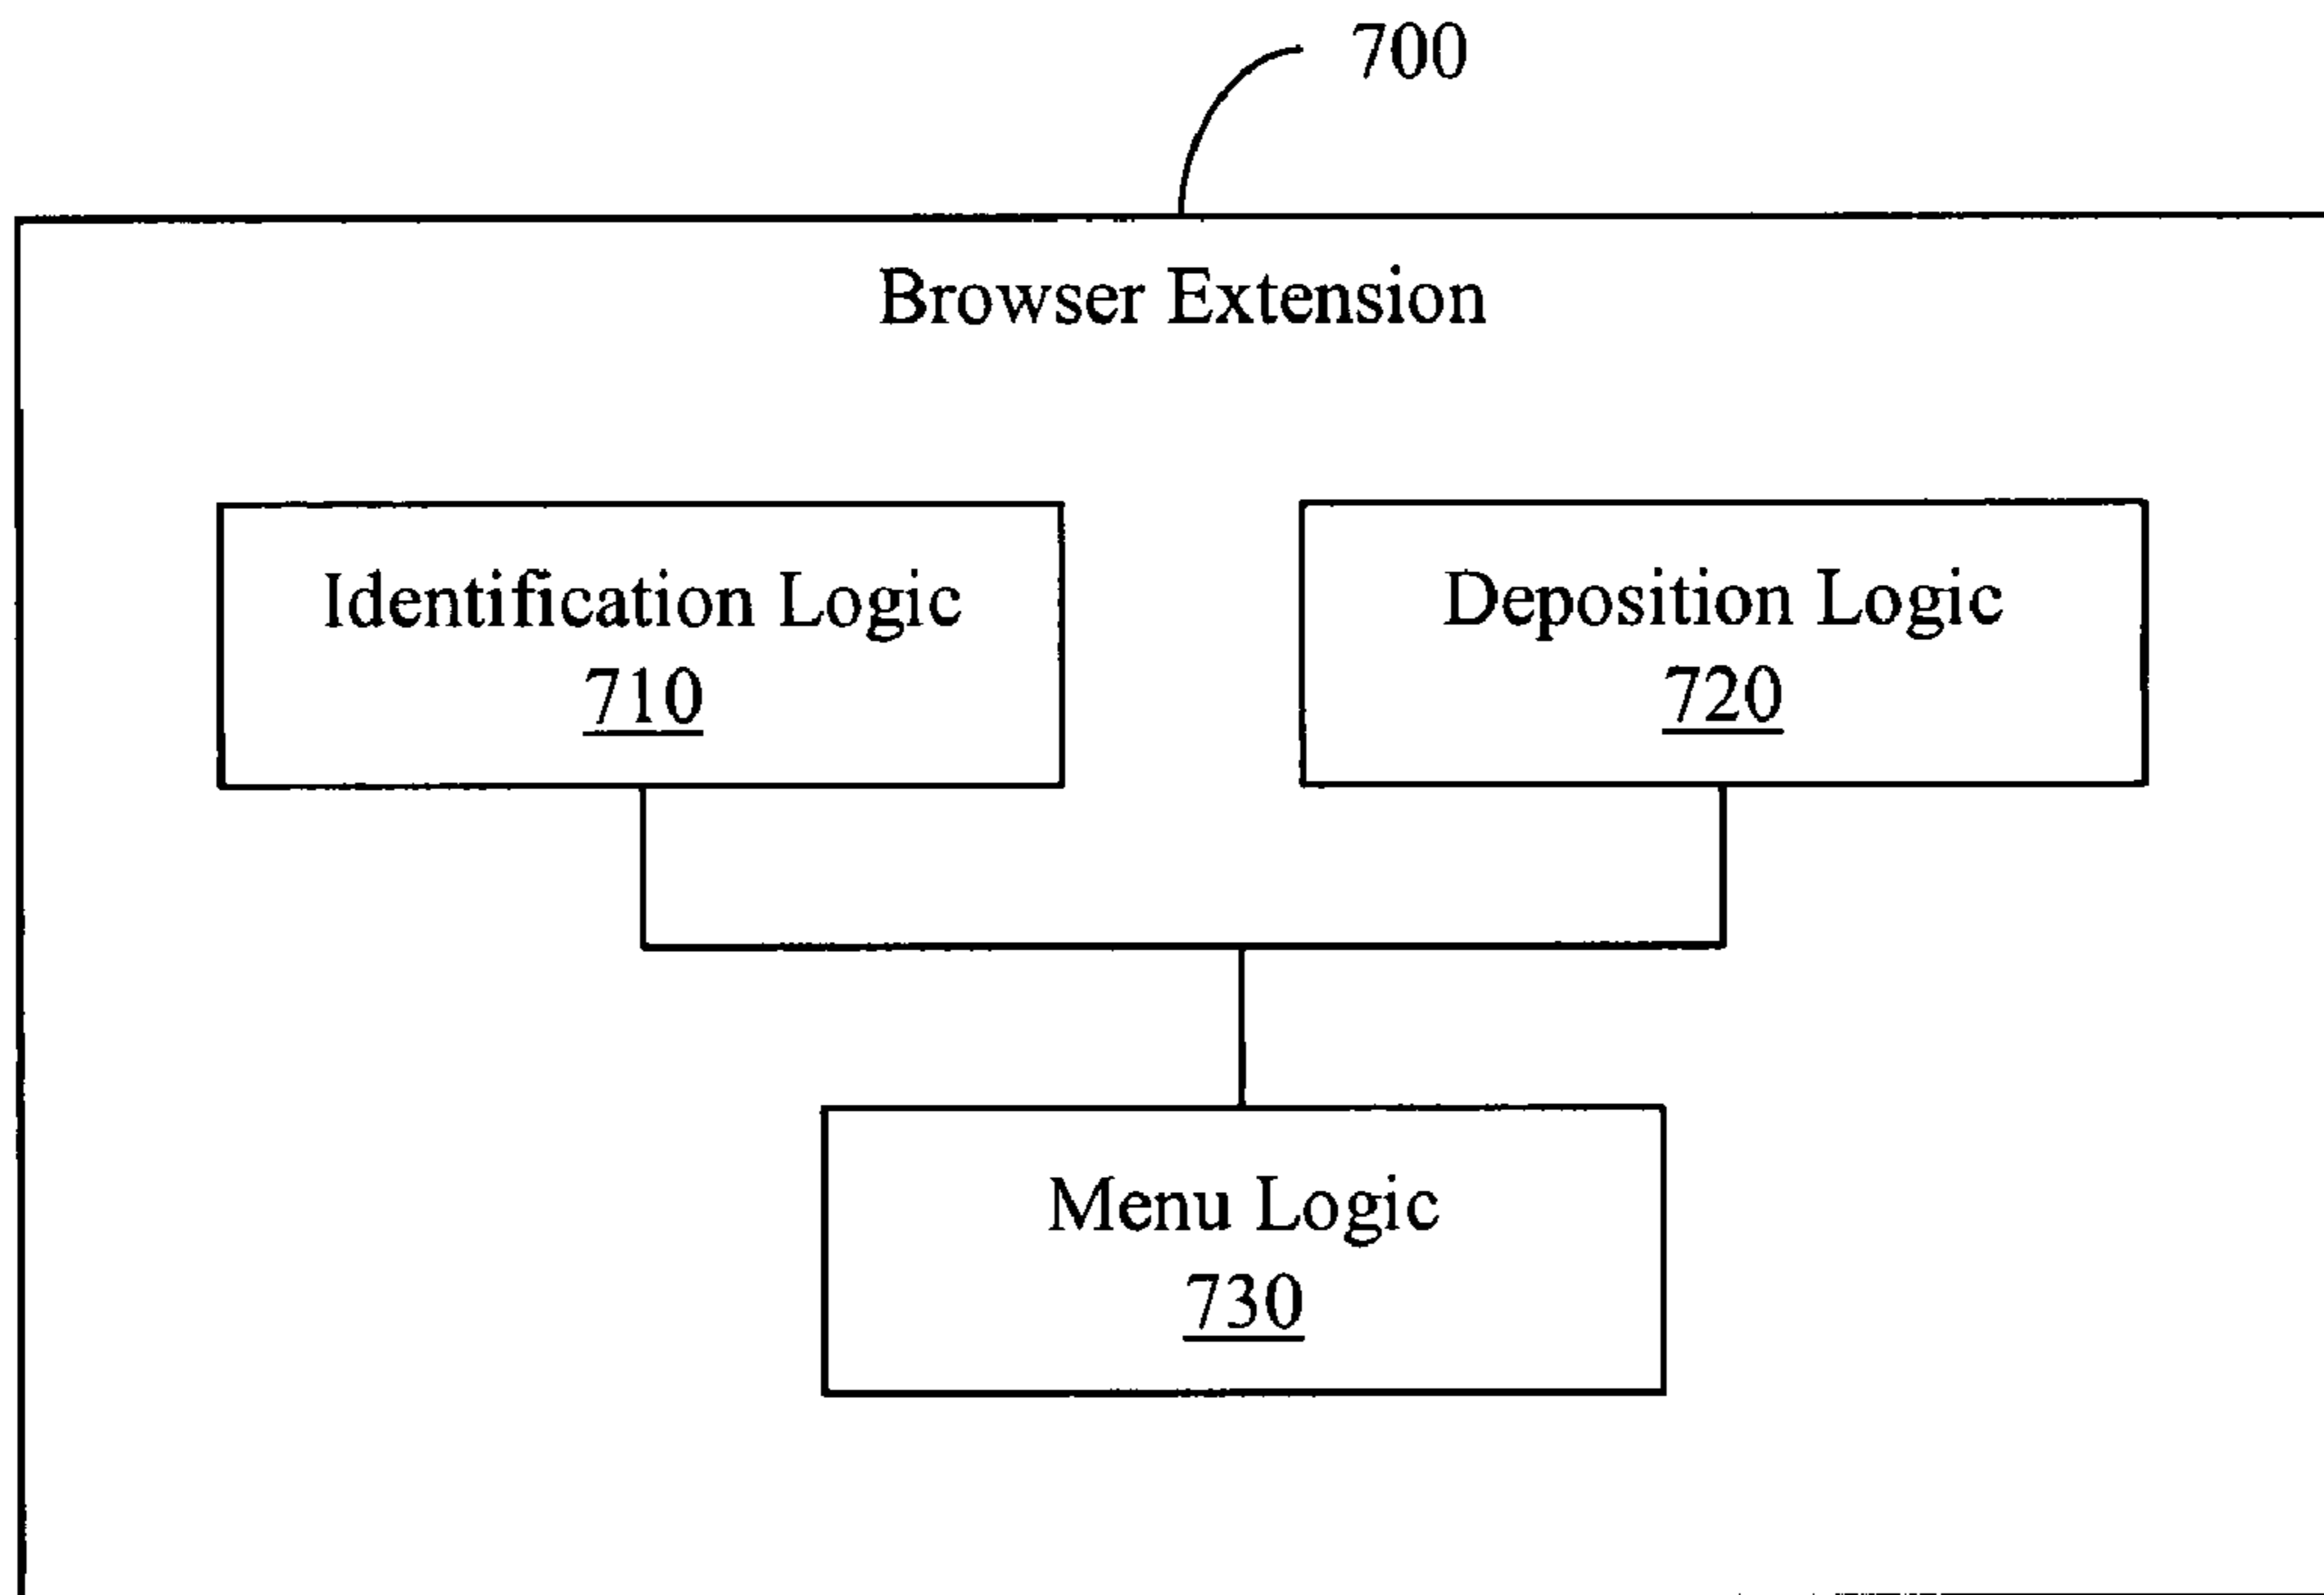 700
Browser Extension
Identification Logic
710
Deposition Logic
720
Menu Logic
730